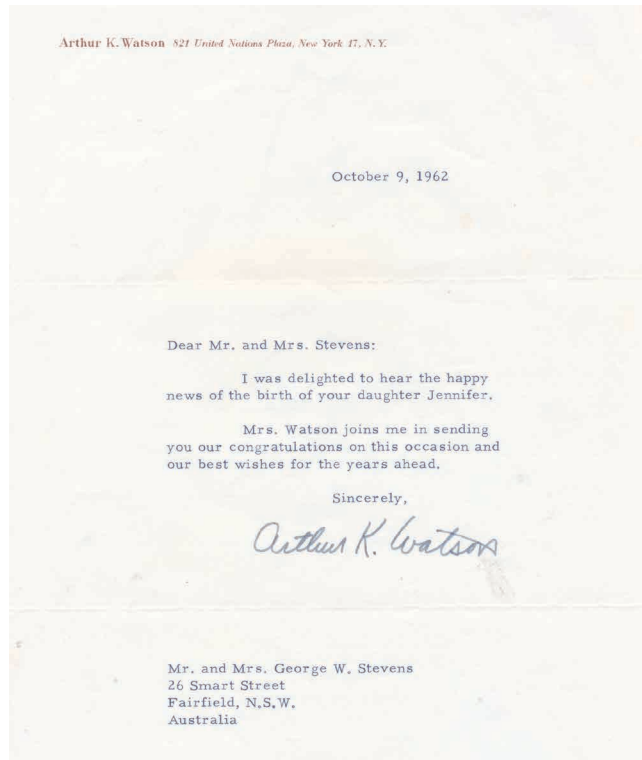 Arthur K. Watson 821 United Nations Plaza, New York 17, N.Y.
October 9, 1962
Dear Mr. and Mrs. Stevens:
I was delighted to hear the happy
news of the birth of your daughter Jennifer.
Mrs. Watson joins me in sending
you our congratulations on this occasion and
our best wishes for the years ahead.
Sincerely,
Arthur K. Watson
Mr. and Mrs. George W. Stevens
26 Smart Street
Fairfield, N.S.W.
Australia